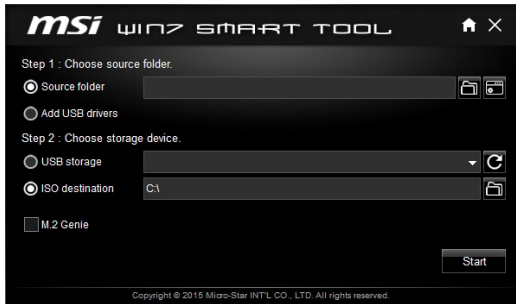 msi WIN7 SMART TOOL
Step 1 : Choose source folder.
Source folder
Add USB drivers
Step 2 : Choose storage device.
USB storage
ISO destination C:\
M.2 Genie
Start
Copyright © 2015 Micro-Star INT'L CO., LTD. All rights reserved.